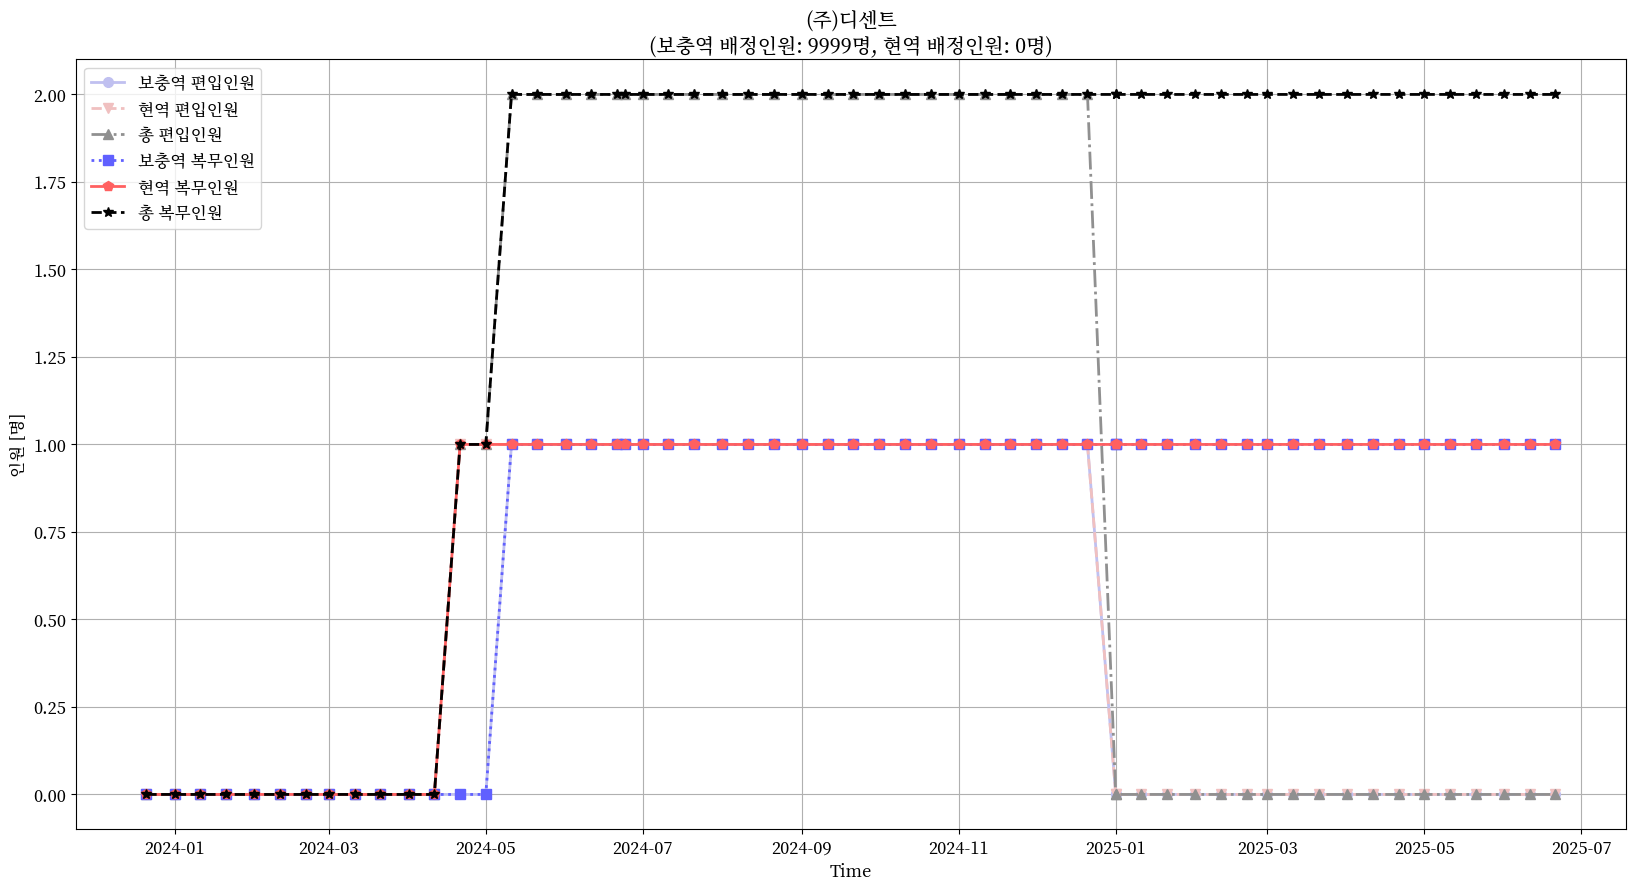 (주)디센트
(보충역 배정인원: 9999명, 현역 배정인원: 0명)
보충역 편입인원
현역 편입인원
총 편입인원
보충역 복무인원
현역 복무인원
총 복무인원
인원 [명]
2.00
1.75
1.50
1.25
1.00
0.75
0.50
0.25
0.00
2024-01 2024-03 2024-05 2024-07 2024-09 2024-11 2025-01 2025-03 2025-05 2025-07
Time